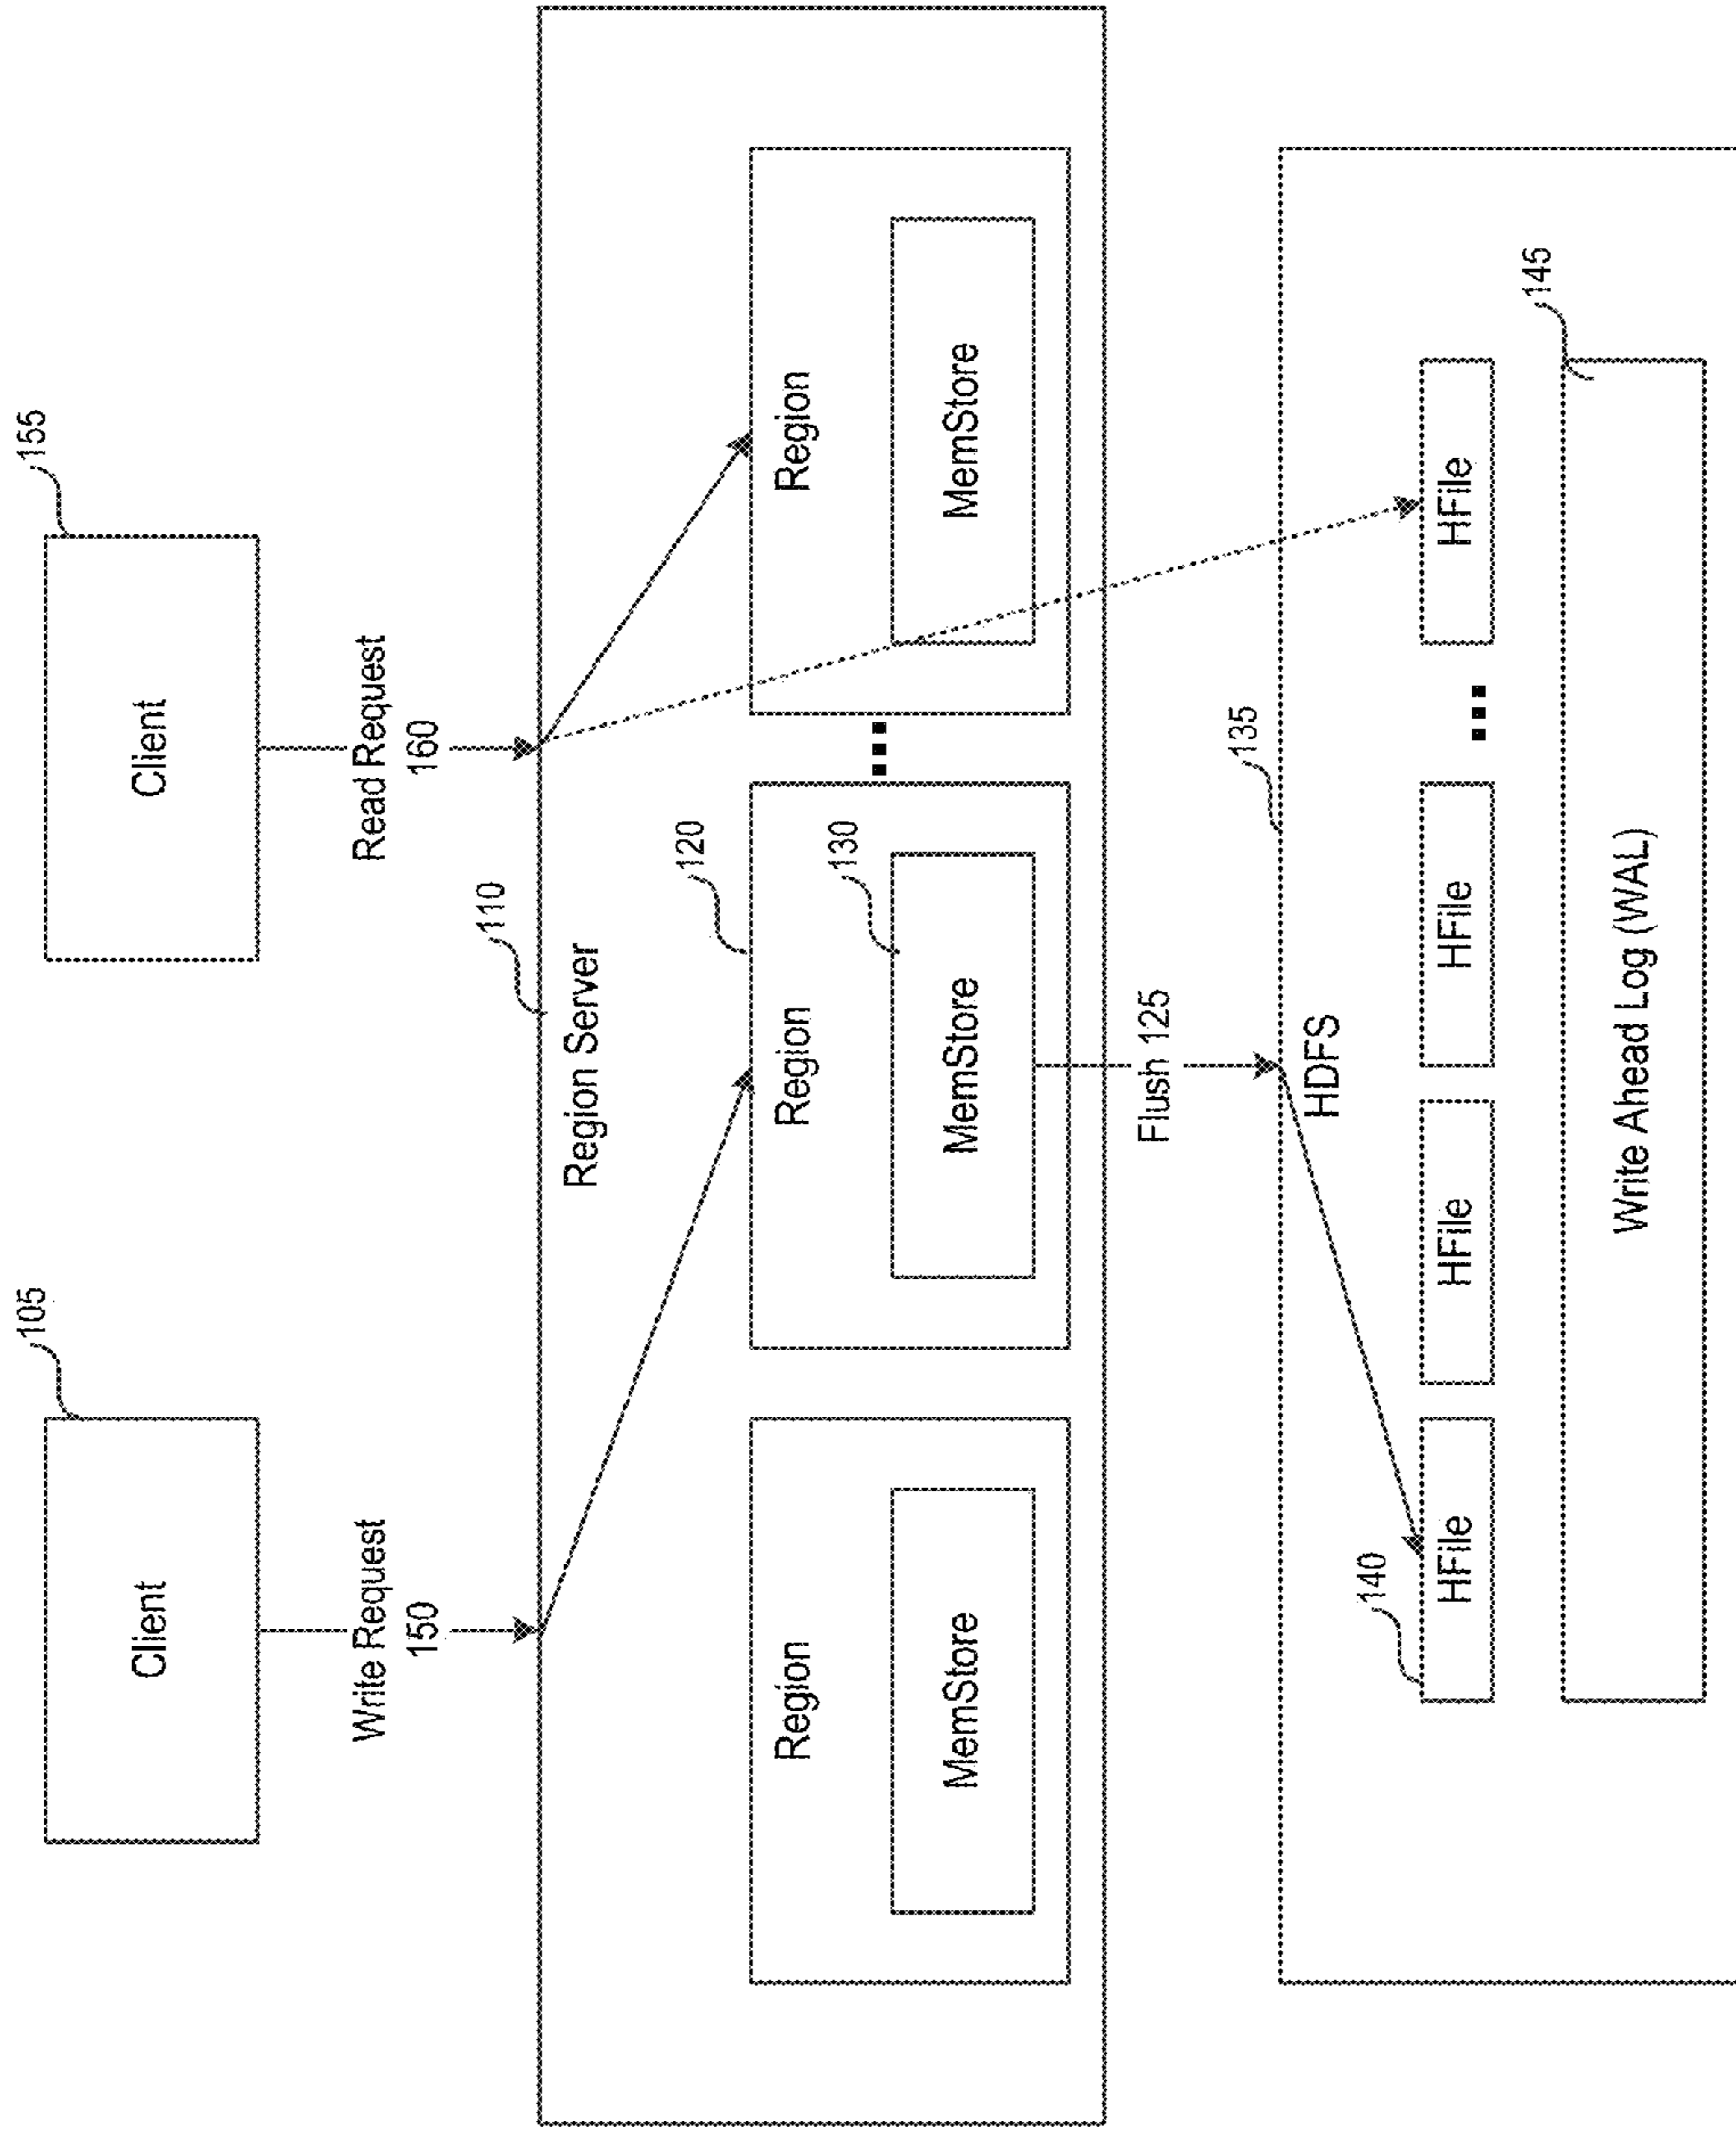 105
155
Client
Client
Write Request
150
Read Request
160
110
Region Server
120
Region
Region
Region
130
MemStore
MemStore
MemStore
Flush 125
135
HDFS
140
HFile
HFile
HFile
HFile
145
Write Ahead Log (WAL)